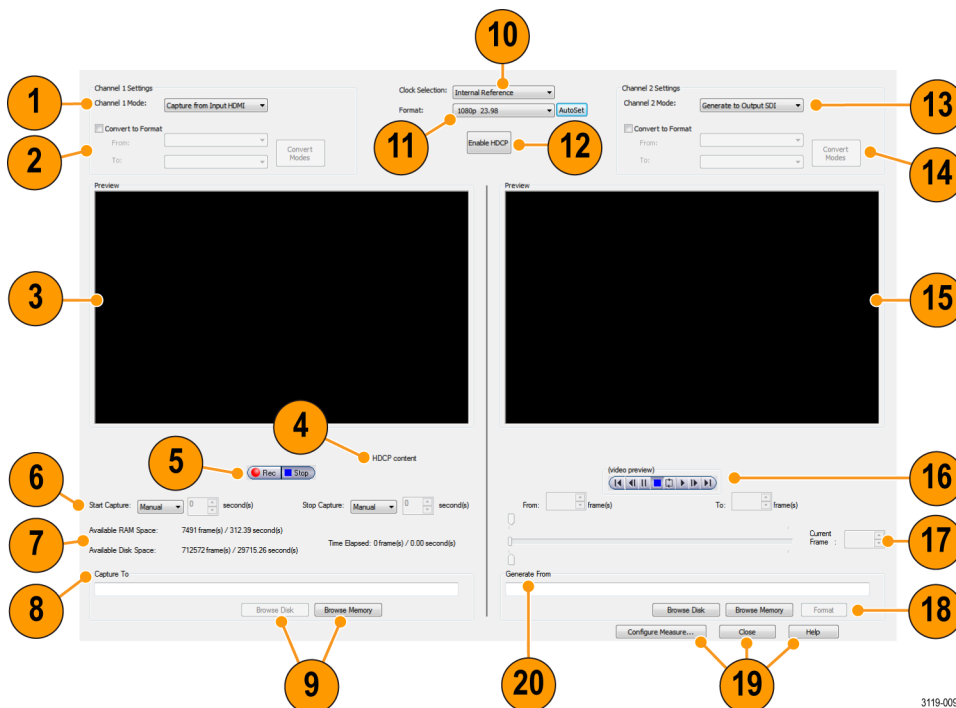 10
Channel 1 Settings
Clock Selection: Internal Reference
Channel 2 Settings
1
Channel 1 Mode: Capture from Input HDMI
Format: 1080p 23.98 AutoSet
Channel 2 Mode: Generate to Output SDI
13
Convert to Format
11
Enable HDCP
12
Convert to Format
2
From:
To:
Convert Modes
From:
To:
Convert Modes
14
Preview
Preview
3
15
4
HDCP content
5
Rec
Stop
(video preview)
16
6
Start Capture: Manual 0 second(s)
Stop Capture: Manual 0 second(s)
From: frame(s)
To: frame(s)
7
Available RAM Space: 7491 frame(s) / 312.39 second(s)
Available Disk Space: 712572 frame(s) / 29715.26 second(s)
Time Elapsed: 0 frame(s) / 0.00 second(s)
Current Frame :
17
8
Capture To
Generate From
Browse Disk
Browse Memory
Browse Disk
Browse Memory
Format
18
Configure Measure...
Close
Help
9
20
19
3119-009